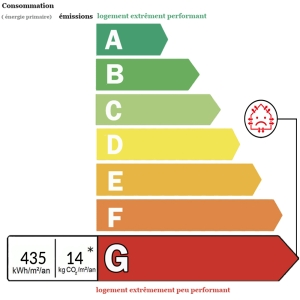 Consommation
( énergie primaire) émissions logement extrêment performant
A
B
C
D
E
F
435 14 * G
kWh/m²/an kg CO₂/m²/an
logement extrêmement peu performant